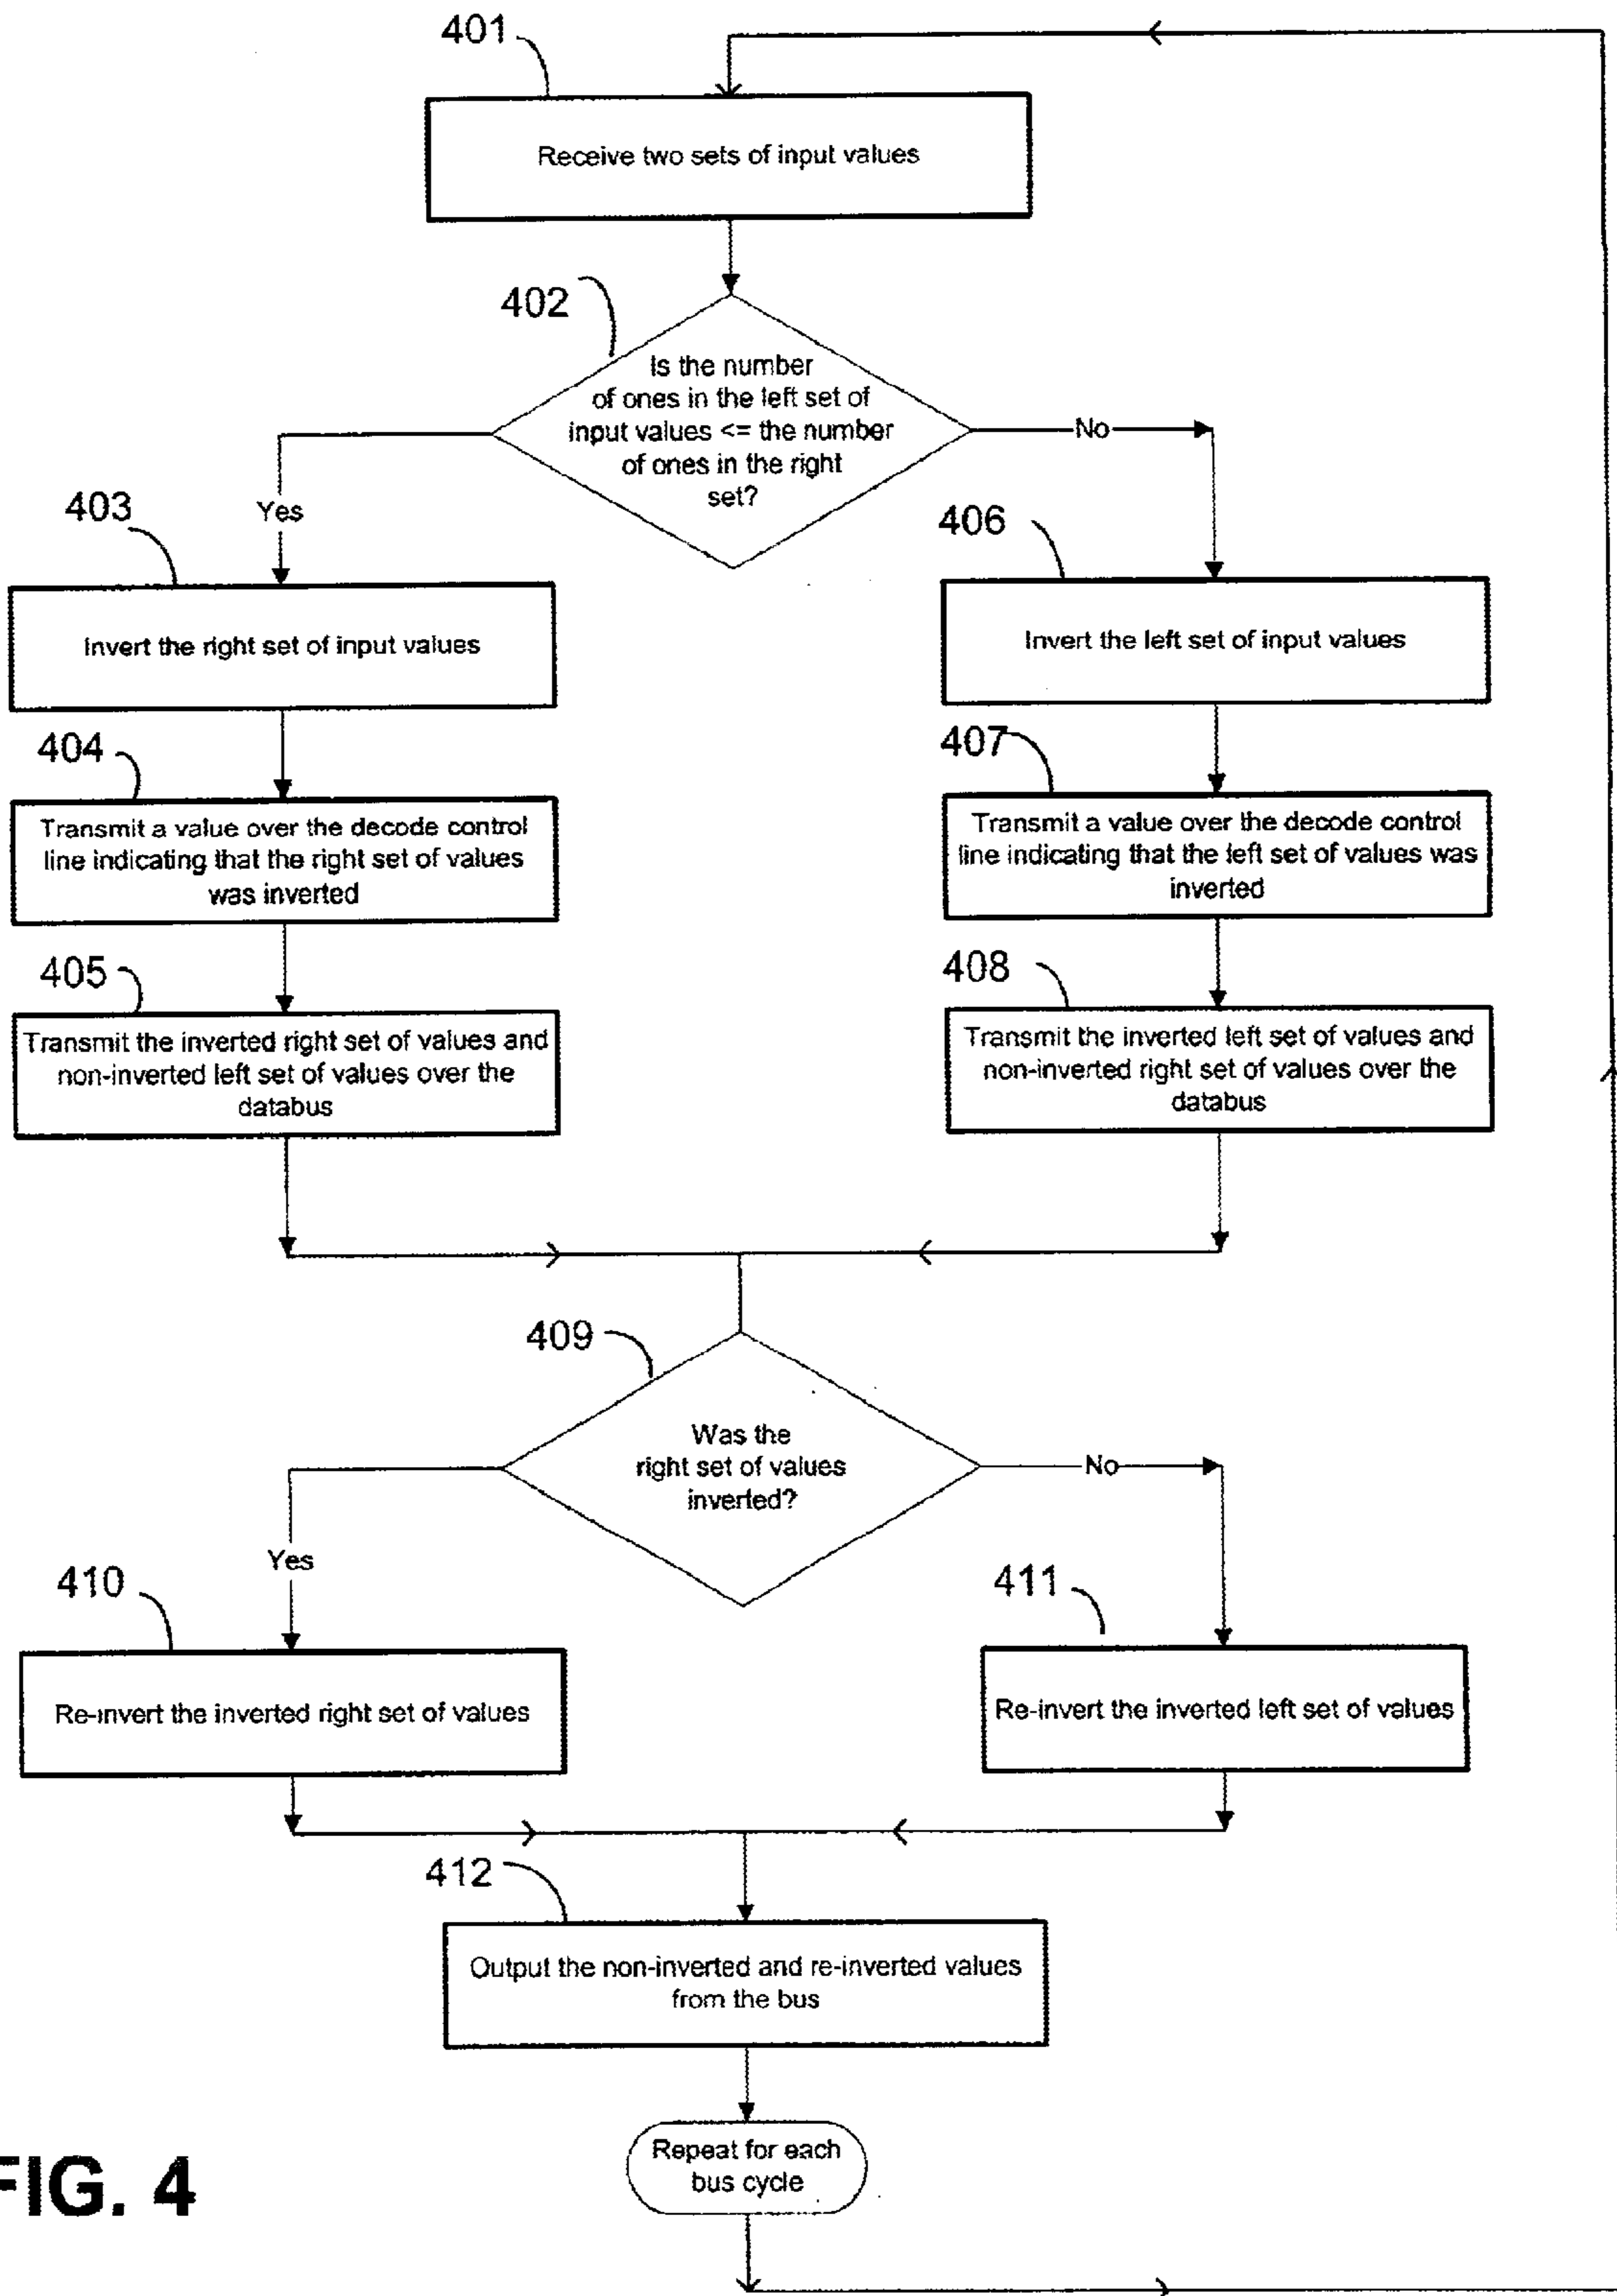 401
Receive two sets of input values
402
Is the number
of ones in the left set of
input values <= the number
of ones in the right
set?
No
Yes
403
406
Invert the right set of input values
Invert the left set of input values
404
407
Transmit a value over the decode control
line indicating that the right set of values
was inverted
Transmit a value over the decode control
line indicating that the left set of values was
inverted
405
408
Transmit the inverted right set of values and
non-inverted left set of values over the
databus
Transmit the inverted left set of values and
non-inverted right set of values over the
databus
409
Was the
right set of values
inverted?
No
Yes
410
411
Re-invert the inverted right set of values
Re-invert the inverted left set of values
412
Output the non-inverted and re-inverted values
from the bus
Repeat for each
bus cycle
FIG. 4